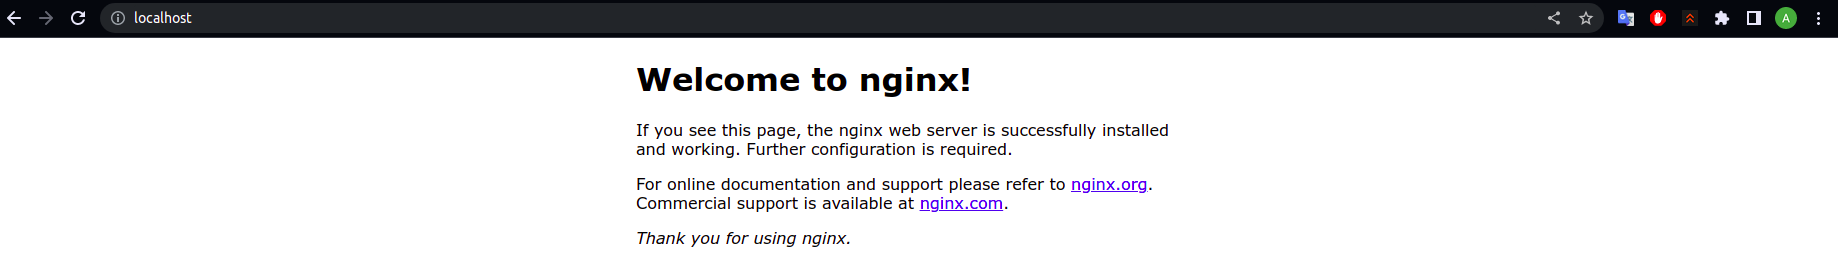 localhost
A
Welcome to nginx!
If you see this page, the nginx web server is successfully installed
and working. Further configuration is required.
For online documentation and support please refer to nginx.org.
Commercial support is available at nginx.com.
Thank you for using nginx.